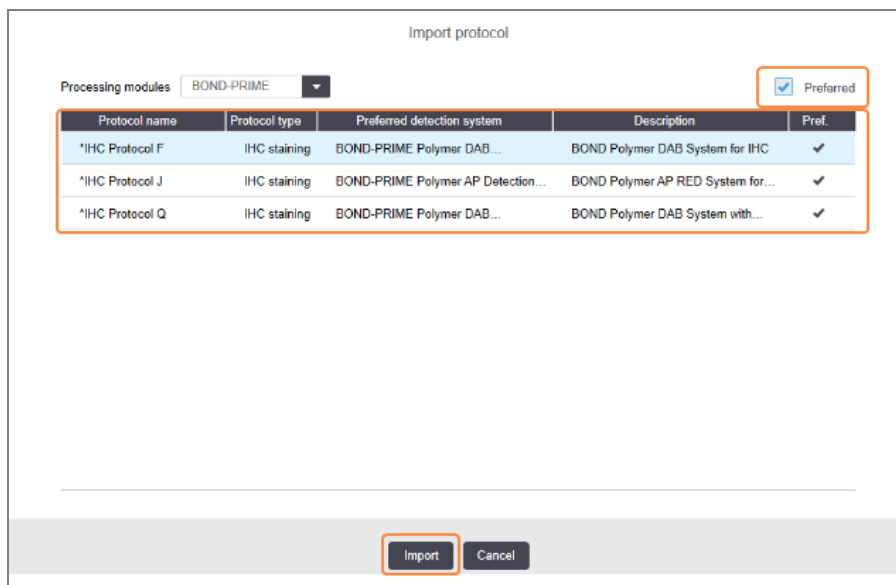 Import protocol
Processing modules BOND-PRIME Preferred
Protocol name Protocol type Preferred detection system Description Pref.
*IHC Protocol F IHC staining BOND-PRIME Polymer DAB... BOND Polymer DAB System for IHC
*IHC Protocol J IHC staining BOND-PRIME Polymer AP Detection... BOND Polymer AP RED System for...
*IHC Protocol Q IHC staining BOND-PRIME Polymer DAB... BOND Polymer DAB System with...
Import Cancel